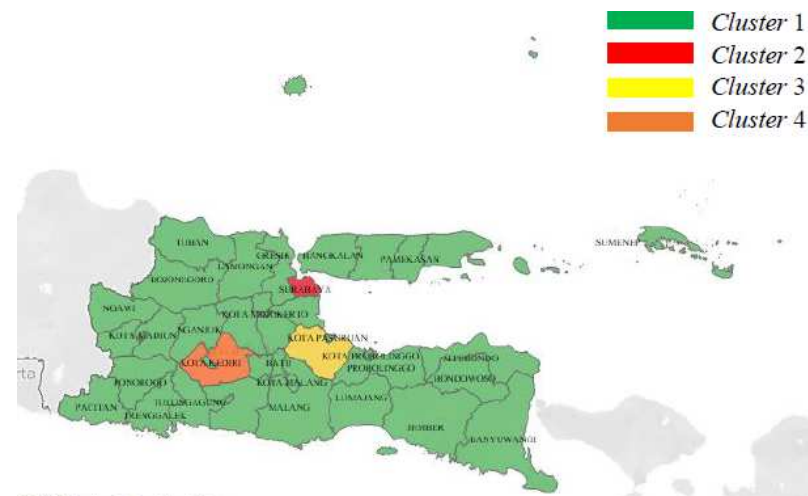 Cluster 1
Cluster 2
Cluster 3
Cluster 4
TUBAN
GRESIK
BANGKALAN
PAMEKASAN
SUMENEP
LAMONGAN
BOJONEGORO
SURABAYA
NGAWI
KOTA MOJOKERTO
KOTA MADIUN
NGANJUK
KOTA PASURUAN
KOTA PROBOLINGGO
SITUBONDO
KOTA KEDIRI
BATU
PROBOLINGGO
BONDOWOSO
PONOROGO
KOTA MALANG
PACITAN
TULUNGAGUNG
MALANG
LUMAJANG
TRENGGALEK
JEMBER
BANYUWANGI
rta